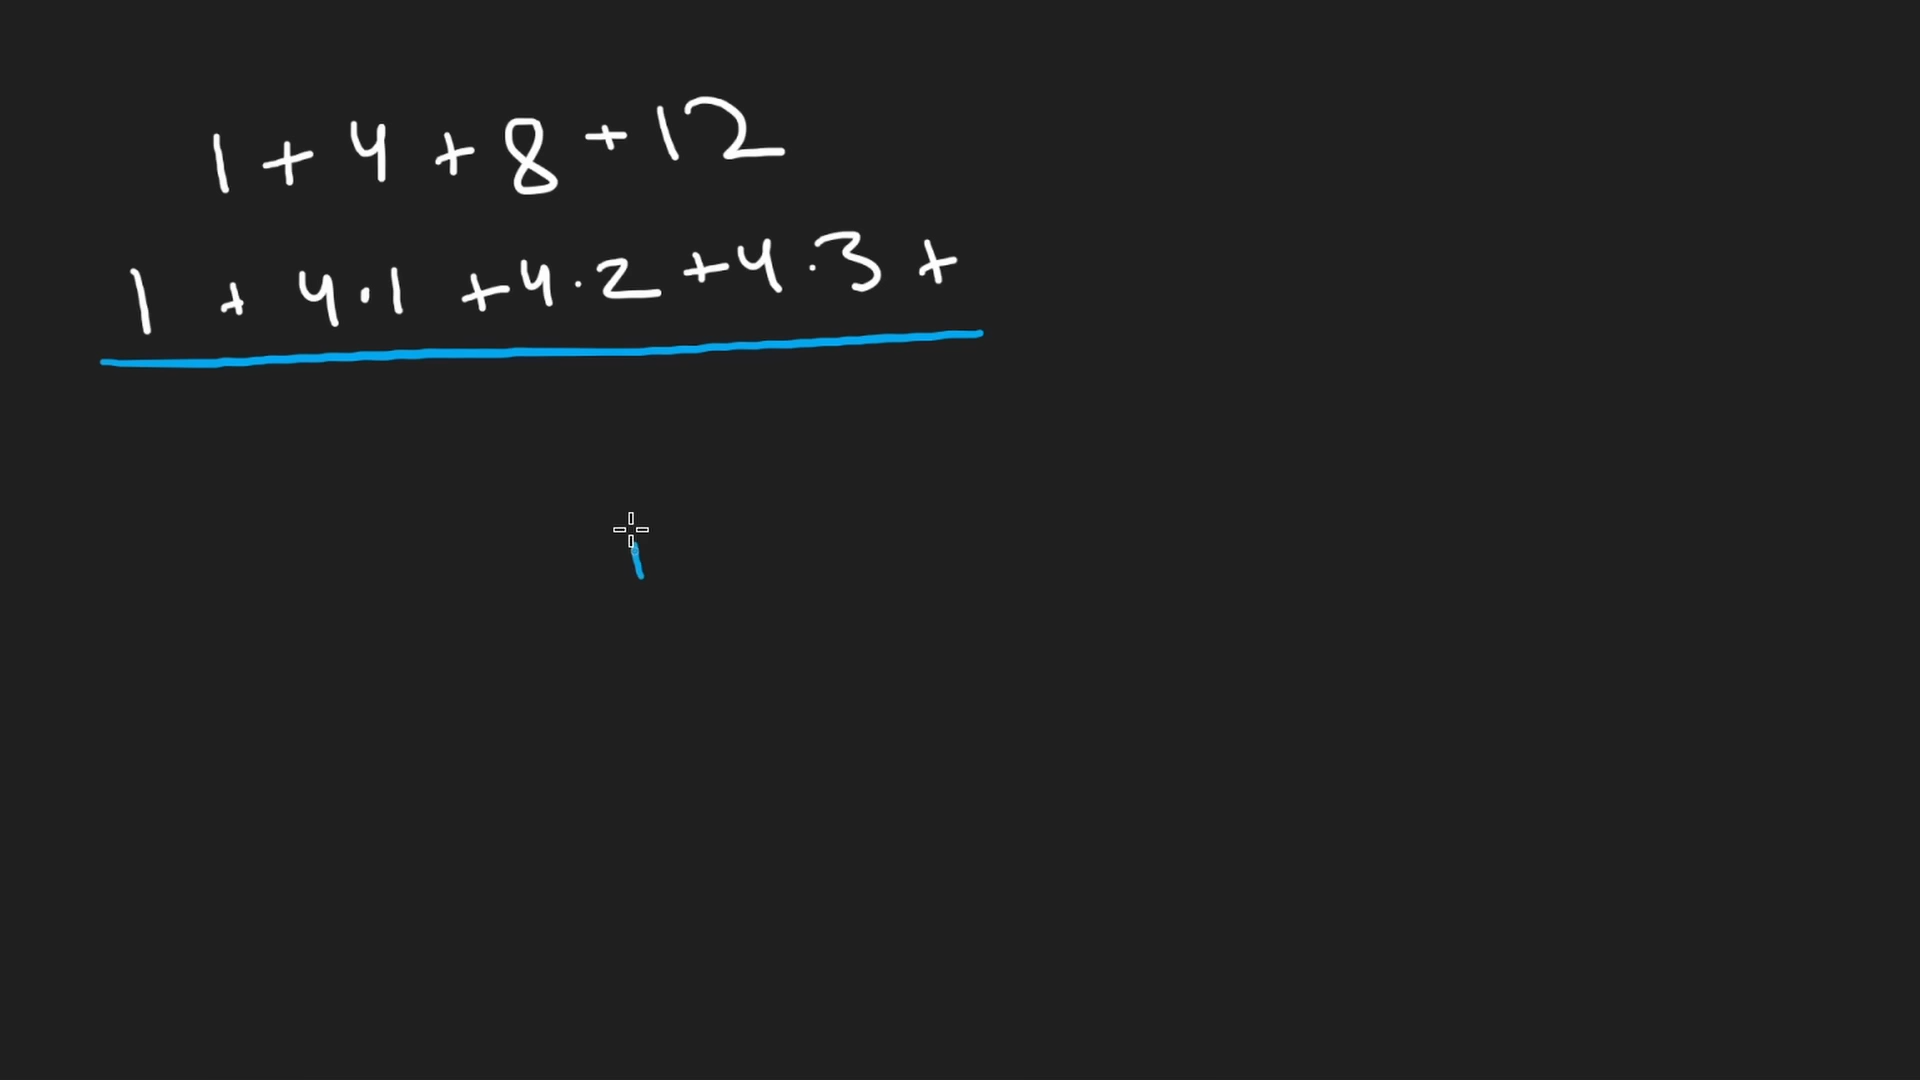 1 + 4 + 8 + 12
1 + 4·1 + 4·2 + 4·3 +